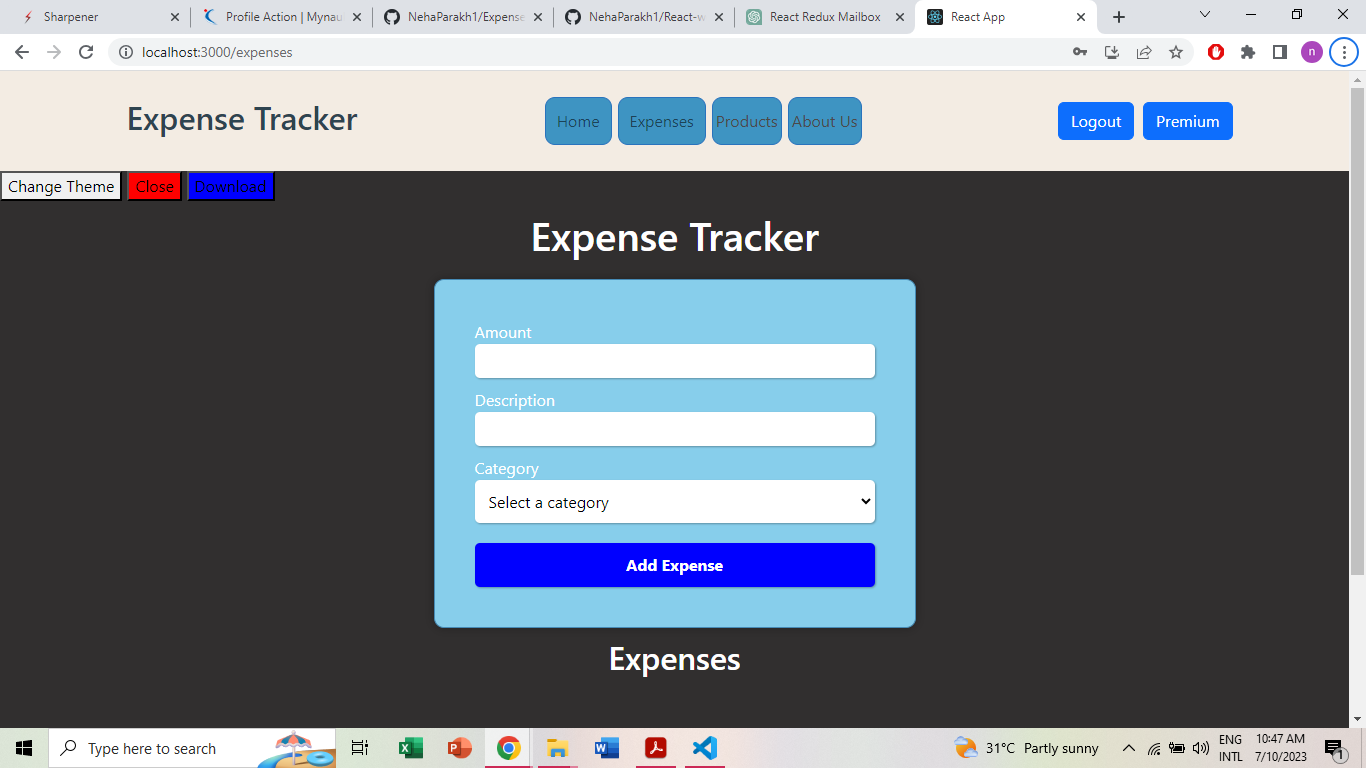 Sharpener
Profile Action | Mynau
NehaParakh1/Expense
NehaParakh1/React-w
React Redux Mailbox
React App
localhost:3000/expenses
n
Expense Tracker
Home
Expenses
Products
About Us
Logout
Premium
Change Theme
Close
Download
Expense Tracker
Amount
Description
Category
Select a category
Add Expense
Expenses
Type here to search
31°C Partly sunny
ENG
INTL
10:47 AM
7/10/2023
1